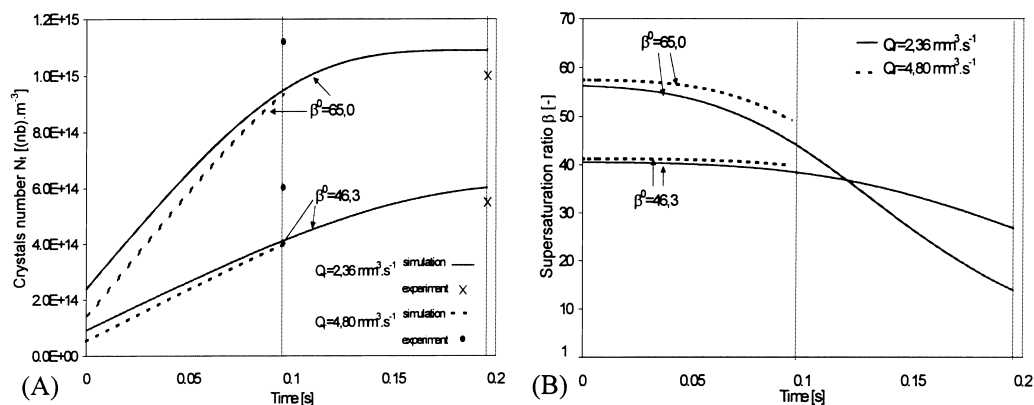 (A)
1.2E+15
1.0E+15
8.0E+14
6.0E+14
4.0E+14
2.0E+14
0.0E+00
Crystals number Nt [(nb).m-3]
β0=65,0
β0=46,3
Qr=2,36 mm3.s-1 simulation
experiment
Qr=4,80 mm3.s-1 simulation
experiment
0 0.05 0.1 0.15 0.2
Time[s]
(B)
70
60
50
40
30
20
10
1
Supersaturation ratio β [-]
β0=65,0
β0=46,3
Qr=2,36 mm3.s-1
Qr=4,80 mm3.s-1
0 0.05 0.1 0.15 0.2
Time[s]